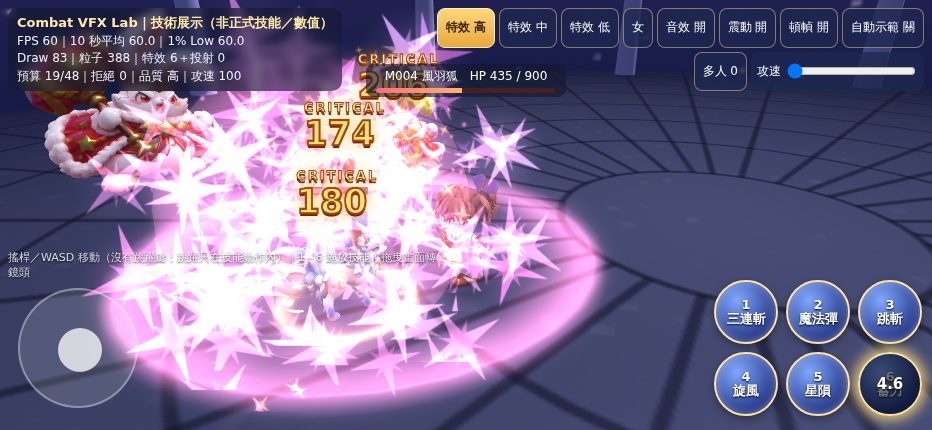 Combat VFX Lab | 技術展示（非正式技能／數值）
FPS 60 | 10 秒平均 60.0 | 1% Low 60.0
Draw 83 | 粒子 388 | 特效 6＋投射 0
預算 19/48 | 拒絕 0 | 品質 高 | 攻速 100
特效 高
特效 中
特效 低
女
音效 開
震動 開
頓幀 開
自動示範 關
多人 0
攻速
CRITICAL
M004 風羽狐 HP 435 / 900
CRITICAL
174
CRITICAL
180
搖桿／WASD 移動（沒有跳躍鍵
鏡頭
1
三連斬
2
魔法彈
3
跳斬
4
旋風
5
星隕
4.6